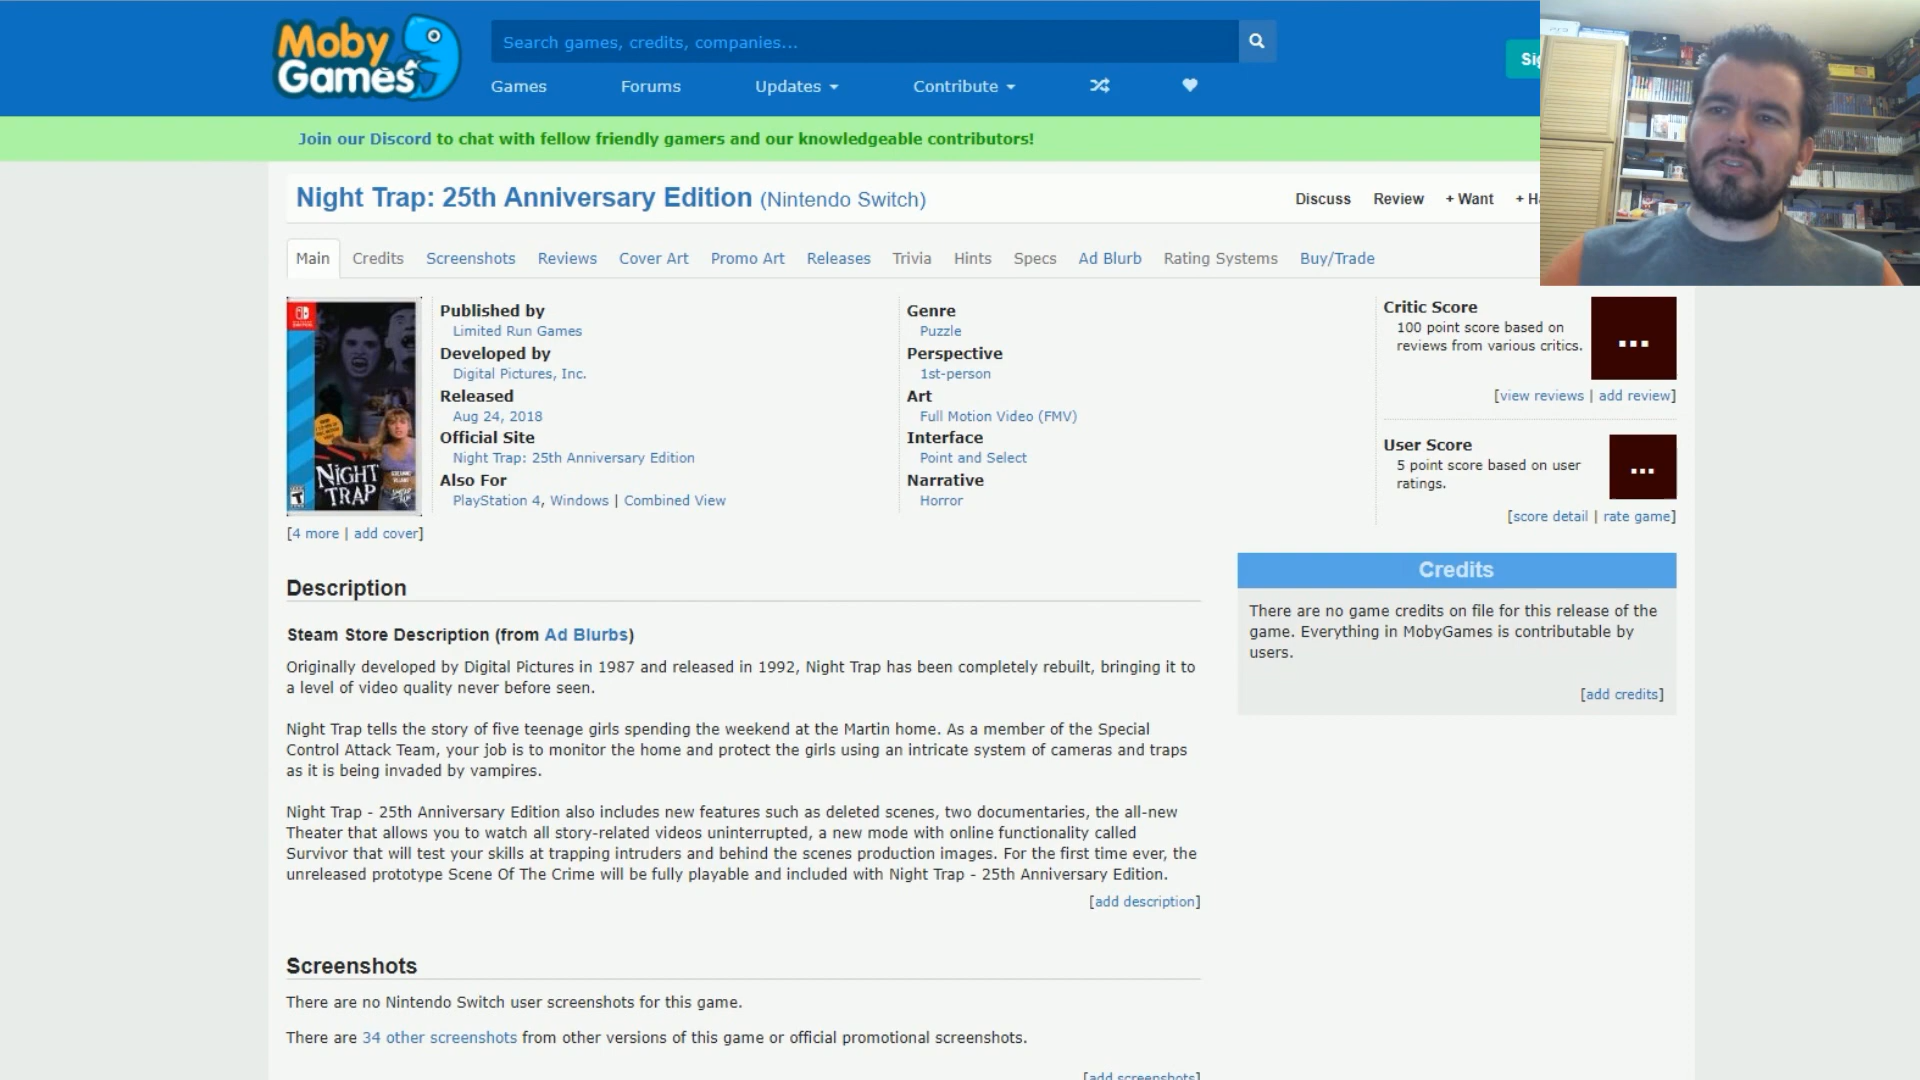 Moby
Games
Search games, credits, companies...
Games
Forums
Updates
Contribute
Join our Discord to chat with fellow friendly gamers and our knowledgeable contributors!
Night Trap: 25th Anniversary Edition (Nintendo Switch)
Discuss
Review
+ Want
Main
Credits
Screenshots
Reviews
Cover Art
Promo Art
Releases
Trivia
Hints
Specs
Ad Blurb
Rating Systems
Buy/Trade
NIGHT
TRAP
Published by
Limited Run Games
Developed by
Digital Pictures, Inc.
Released
Aug 24, 2018
Official Site
Night Trap: 25th Anniversary Edition
Also For
PlayStation 4, Windows | Combined View
[4 more | add cover]
Genre
Puzzle
Perspective
1st-person
Art
Full Motion Video (FMV)
Interface
Point and Select
Narrative
Horror
Critic Score
100 point score based on
reviews from various critics.
...
[view reviews | add review]
User Score
5 point score based on user
ratings.
...
[score detail | rate game]
Credits
There are no game credits on file for this release of the
game. Everything in MobyGames is contributable by
users.
[add credits]
Description
Steam Store Description (from Ad Blurbs)
Originally developed by Digital Pictures in 1987 and released in 1992, Night Trap has been completely rebuilt, bringing it to
a level of video quality never before seen.
Night Trap tells the story of five teenage girls spending the weekend at the Martin home. As a member of the Special
Control Attack Team, your job is to monitor the home and protect the girls using an intricate system of cameras and traps
as it is being invaded by vampires.
Night Trap - 25th Anniversary Edition also includes new features such as deleted scenes, two documentaries, the all-new
Theater that allows you to watch all story-related videos uninterrupted, a new mode with online functionality called
Survivor that will test your skills at trapping intruders and behind the scenes production images. For the first time ever, the
unreleased prototype Scene Of The Crime will be fully playable and included with Night Trap - 25th Anniversary Edition.
[add description]
Screenshots
There are no Nintendo Switch user screenshots for this game.
There are 34 other screenshots from other versions of this game or official promotional screenshots.
[add screenshots]